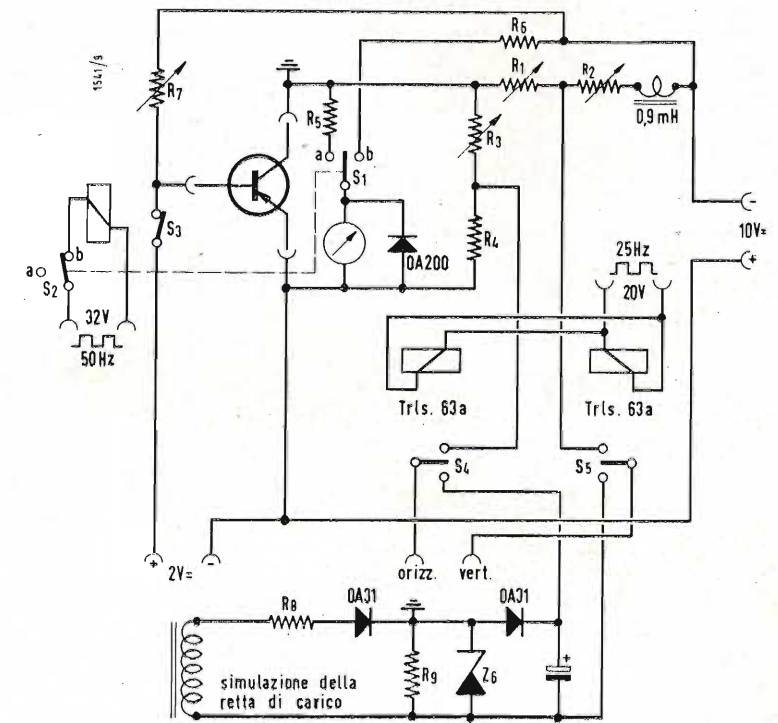 1541/9
R7
R6
R1
R2
0,9 mH
R5
R3
a
b
S1
S3
R4
OA200
-
10V=
+
a
b
S2
32V
50Hz
25Hz
20V
Trls. 63a
Trls. 63a
S4
S5
+
2V=
-
orizz.
vert.
R8
OA31
OA31
R9
Z6
+
simulazione della
retta di carico